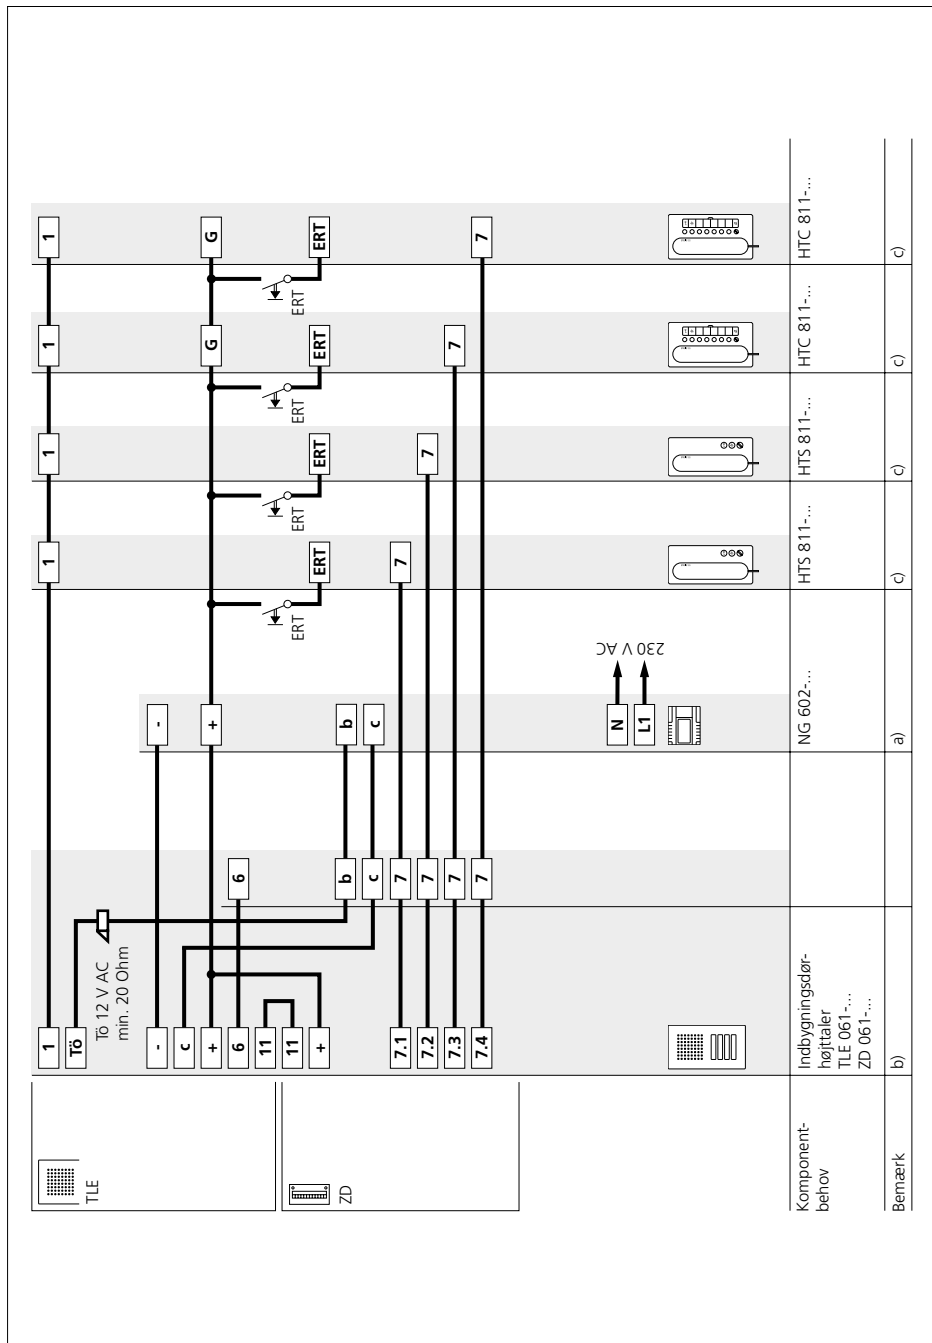 1 1 1 1 1
Tö
TLE
Tö 12 V AC
min. 20 Ohm
- -
c
+ + G G
6 6
11
11
ERT ERT ERT ERT
+ ERT ERT ERT ERT
ZD
b b
c c
7.1 7 7
7.2 7 7
7.3 7 7
7.4 7 7
N
L1
230 V AC
Komponent-
behov
Indbygningsdør-
højttaler
TLE 061-...
ZD 061-...
NG 602-...
HTS 811-...
HTS 811-...
HTC 811-...
HTC 811-...
Bemærk
b)
a)
c)
c)
c)
c)